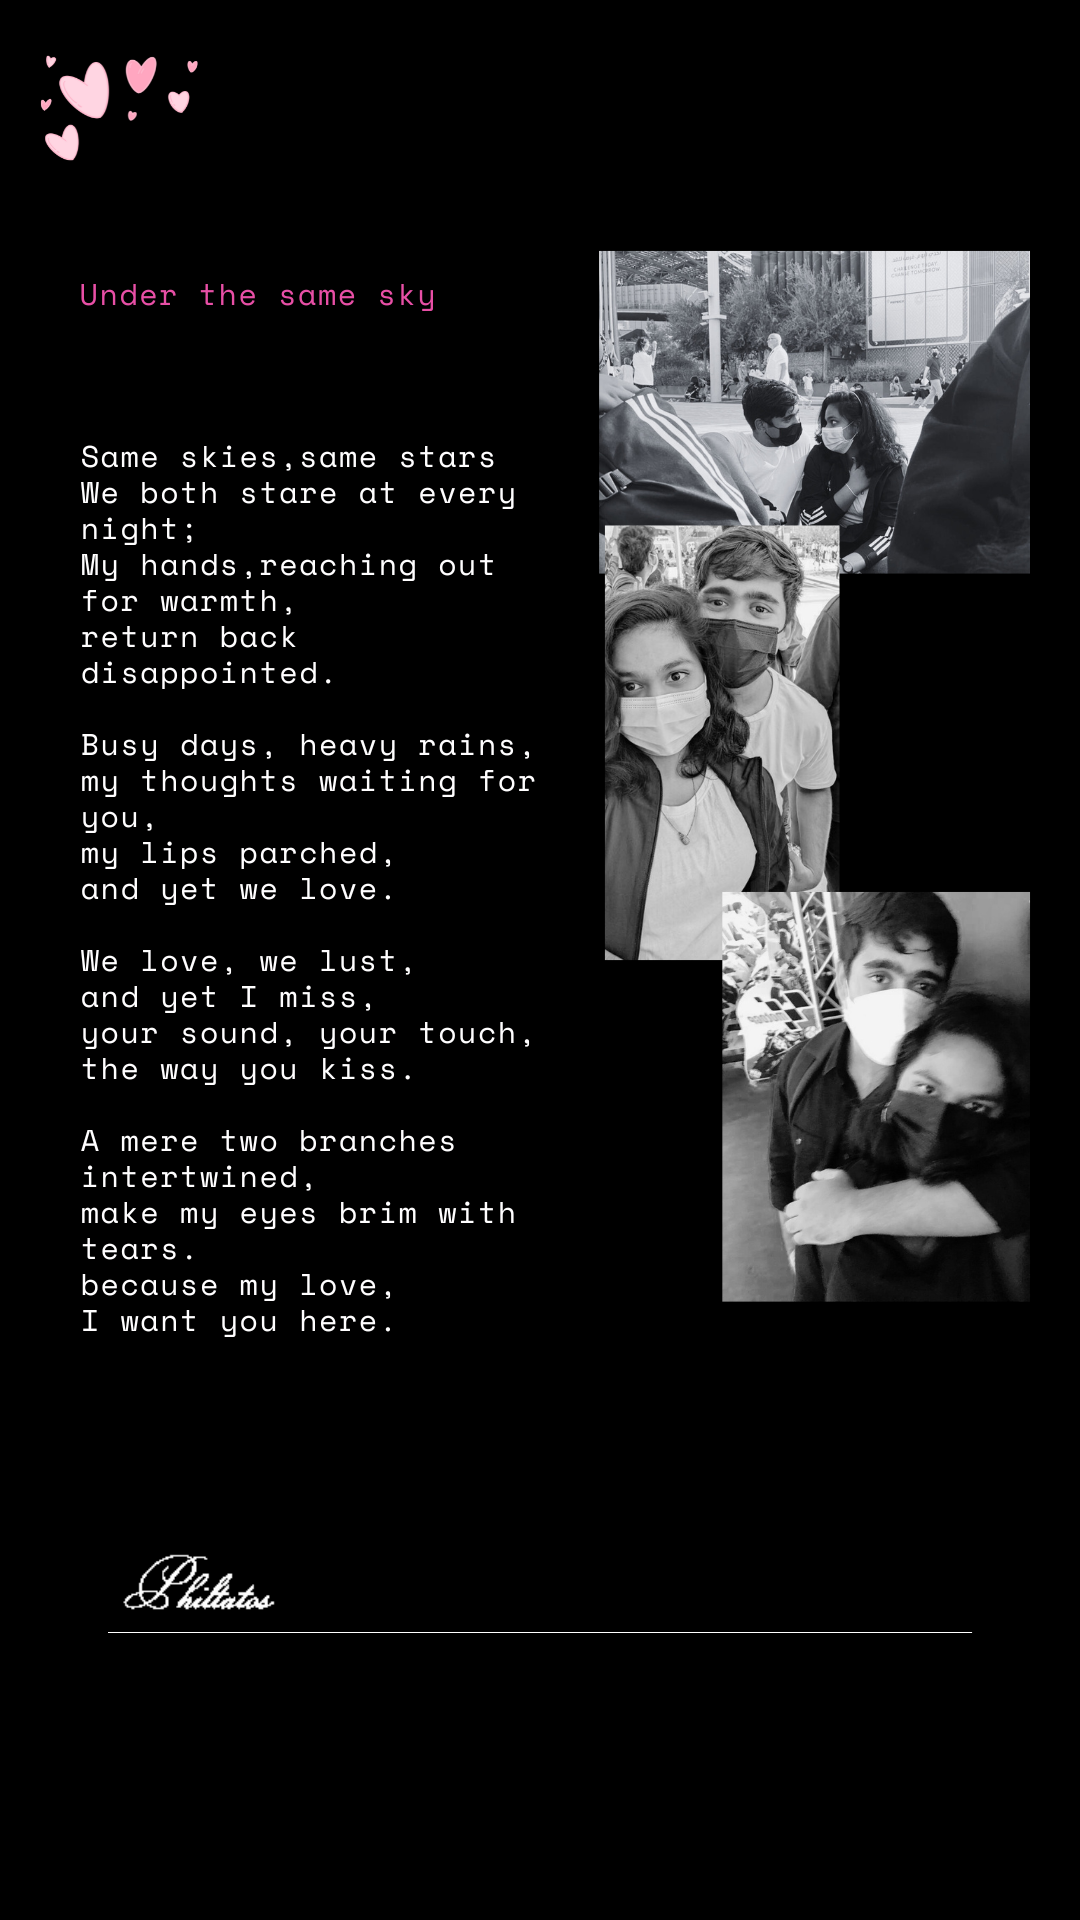 Under the same sky
Same skies,same stars
We both stare at every
night;
My hands,reaching out
for warmth,
return back
disappointed.
Busy days, heavy rains,
my thoughts waiting for
you,
my lips parched,
and yet we love.
We love, we lust,
and yet I miss,
your sound, your touch,
the way you kiss.
A mere two branches
intertwined,
make my eyes brim with
tears.
because my love,
I want you here.
Philtatos